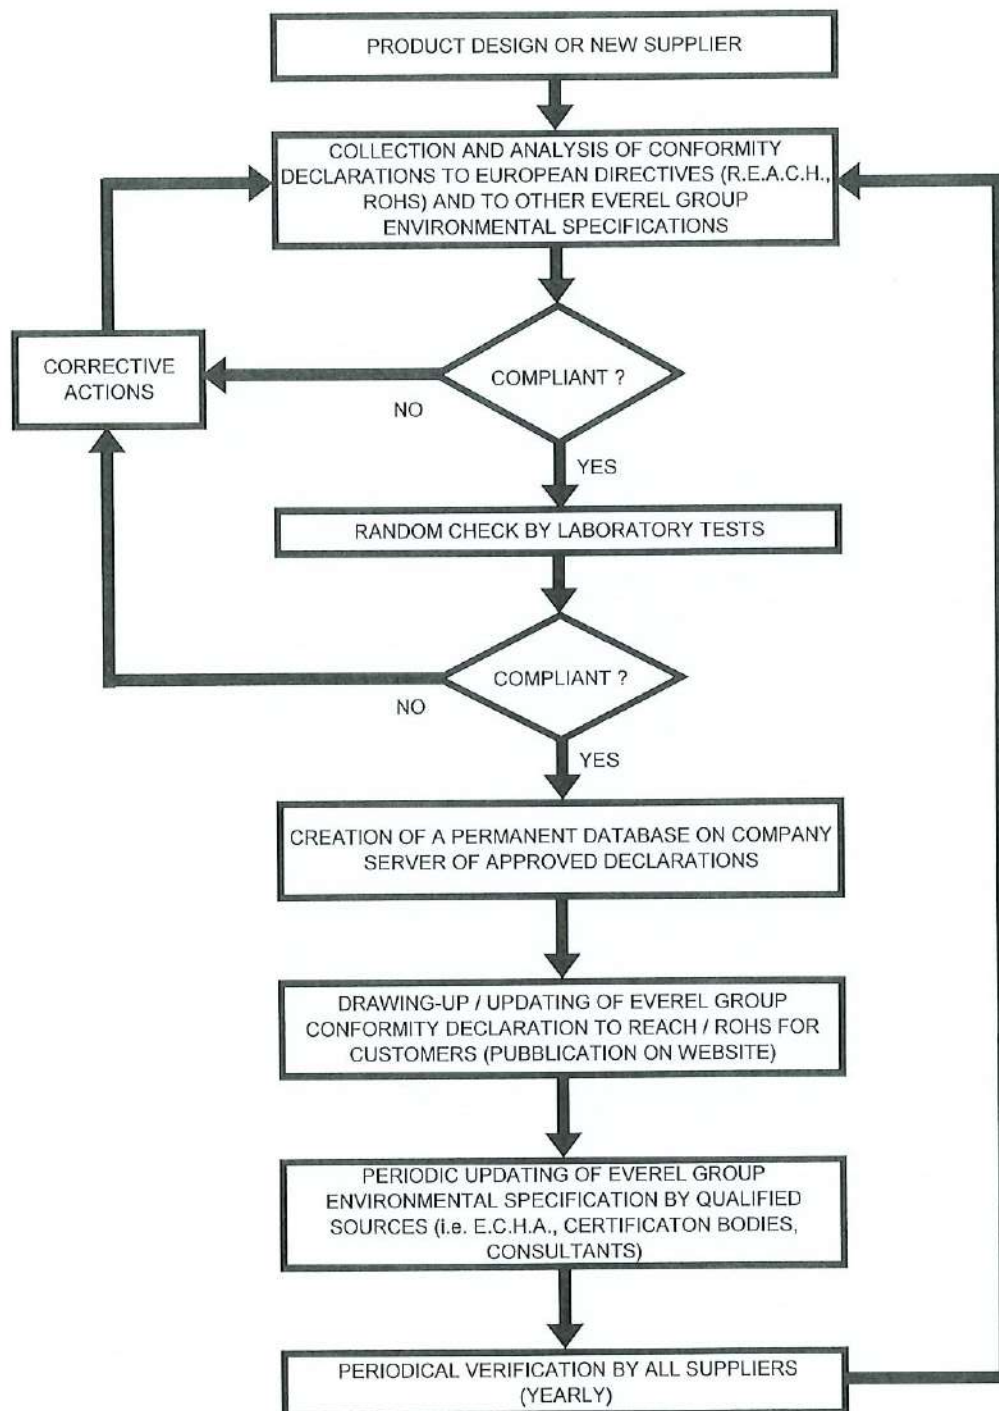 PRODUCT DESIGN OR NEW SUPPLIER
COLLECTION AND ANALYSIS OF CONFORMITY
DECLARATIONS TO EUROPEAN DIRECTIVES (R.E.A.C.H.,
ROHS) AND TO OTHER EVEREL GROUP
ENVIRONMENTAL SPECIFICATIONS
CORRECTIVE
ACTIONS
COMPLIANT ?
NO
YES
RANDOM CHECK BY LABORATORY TESTS
COMPLIANT ?
NO
YES
CREATION OF A PERMANENT DATABASE ON COMPANY
SERVER OF APPROVED DECLARATIONS
DRAWING-UP / UPDATING OF EVEREL GROUP
CONFORMITY DECLARATION TO REACH / ROHS FOR
CUSTOMERS (PUBBLICATION ON WEBSITE)
PERIODIC UPDATING OF EVEREL GROUP
ENVIRONMENTAL SPECIFICATION BY QUALIFIED
SOURCES (i.e. E.C.H.A., CERTIFICATON BODIES,
CONSULTANTS)
PERIODICAL VERIFICATION BY ALL SUPPLIERS
(YEARLY)